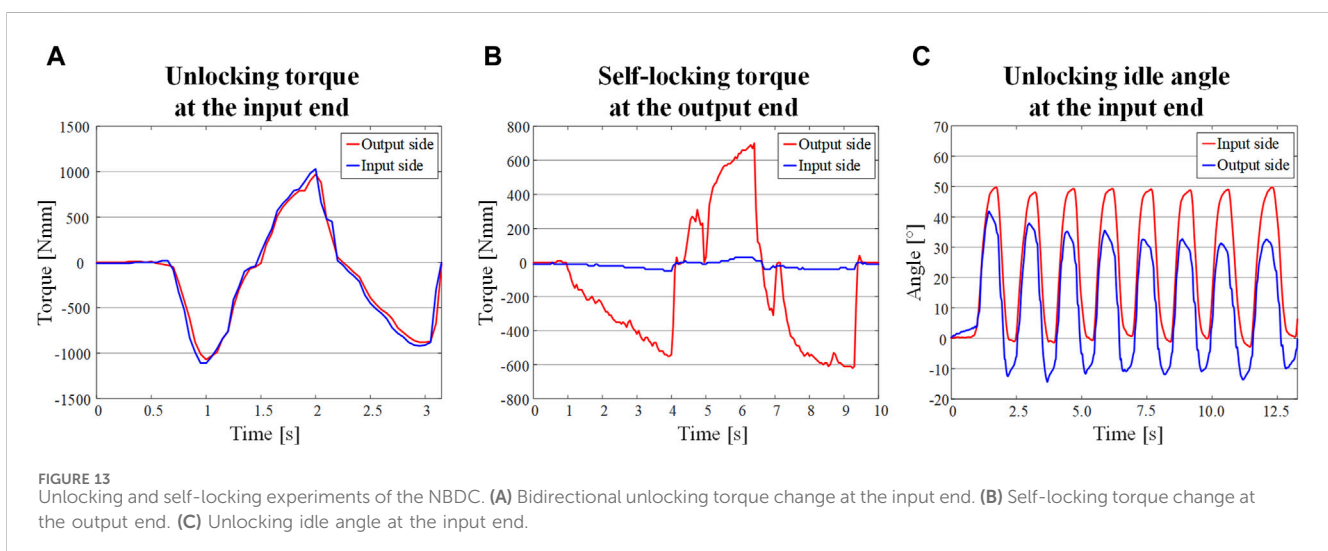 A
Unlocking torque
at the input end
Torque [Nmm]
1500
1000
500
0
-500
-1000
-1500
Output side
Input side
0 0.5 1 1.5 2 2.5 3
Time [s]
B
Self-locking torque
at the output end
Torque [Nmm]
800
600
400
200
0
-200
-400
-600
-800
Output side
Input side
0 1 2 3 4 5 6 7 8 9 10
Time [s]
C
Unlocking idle angle
at the input end
Angle [°]
70
60
50
40
30
20
10
0
-10
-20
Input side
Output side
0 2.5 5.0 7.5 10.0 12.5
Time [s]
FIGURE 13
Unlocking and self-locking experiments of the NBDC. (A) Bidirectional unlocking torque change at the input end. (B) Self-locking torque change at
the output end. (C) Unlocking idle angle at the input end.